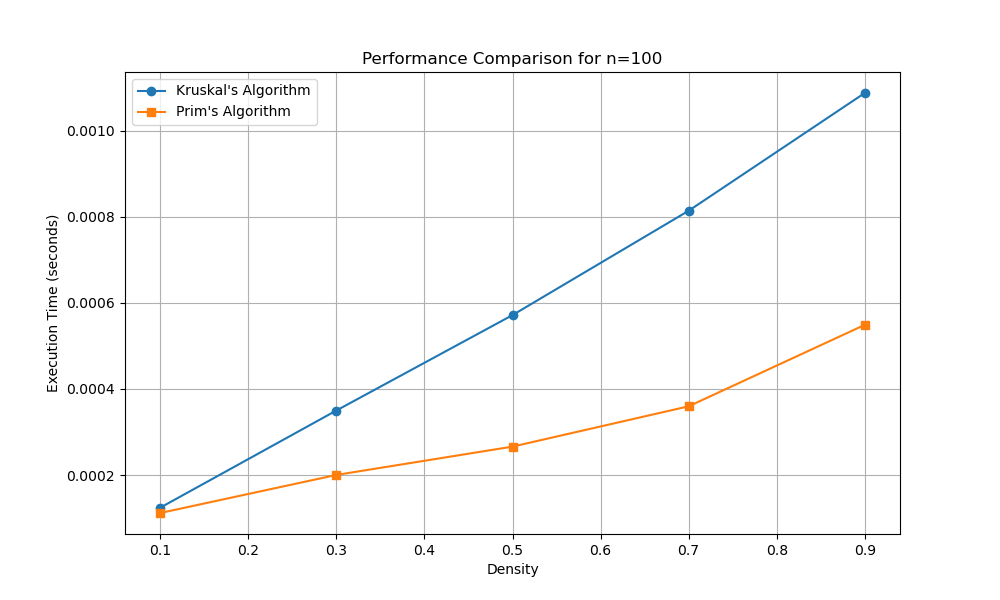 Performance Comparison for n=100
Kruskal's Algorithm
Prim's Algorithm
Execution Time (seconds)
0.0010
0.0008
0.0006
0.0004
0.0002
0.1 0.2 0.3 0.4 0.5 0.6 0.7 0.8 0.9
Density